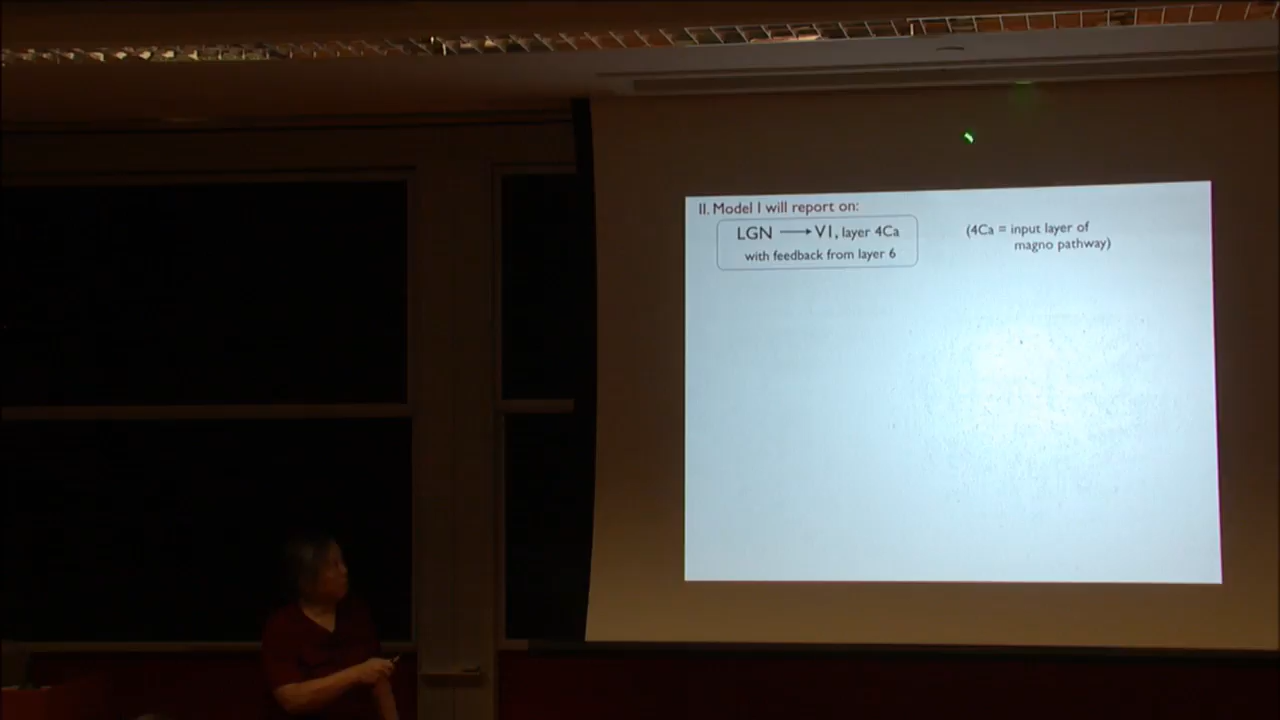 II. Model I will report on:
LGN → V1, layer 4Ca
with feedback from layer 6
(4Ca = input layer of
magno pathway)